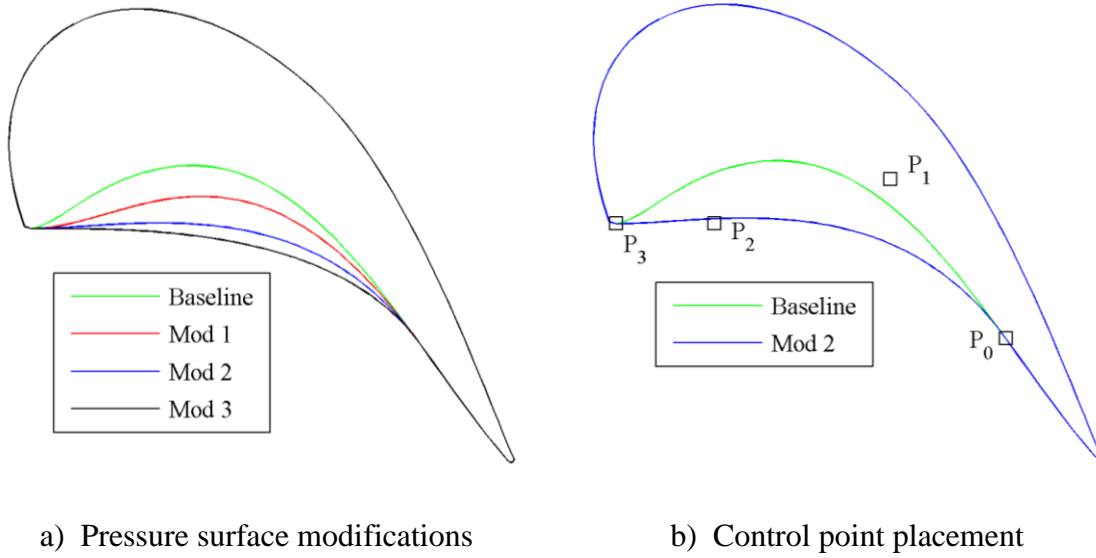 Baseline
Mod 1
Mod 2
Mod 3
a) Pressure surface modifications
P1
P2
P3
P0
Baseline
Mod 2
b) Control point placement